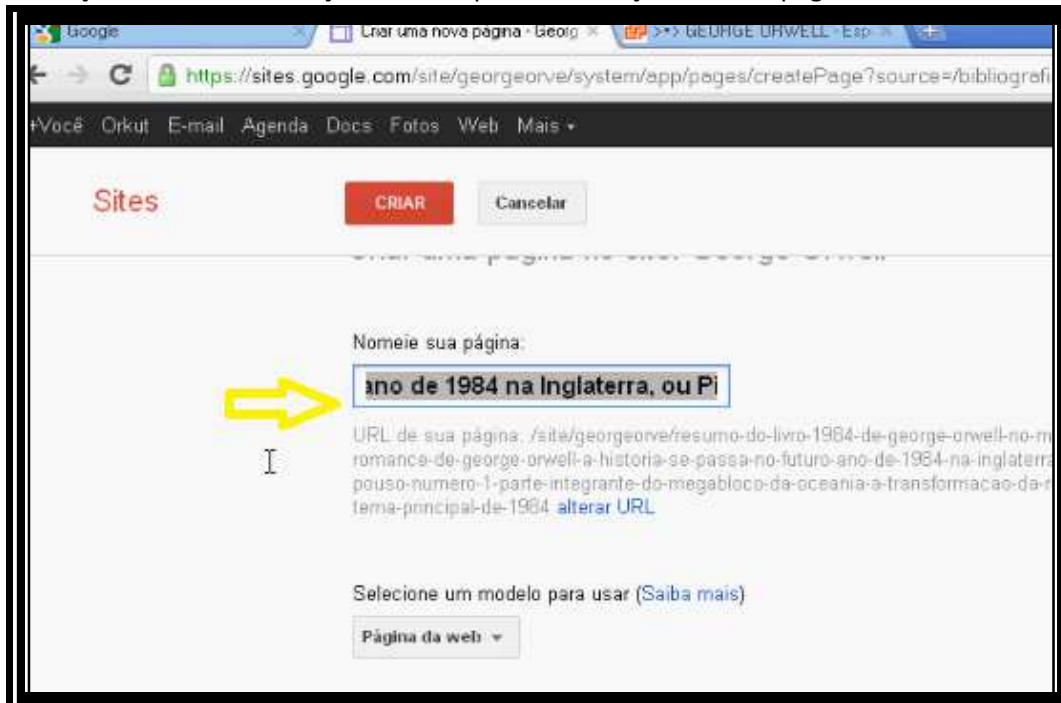 Google
Criar uma nova página - Georg
>•> GEORGE ORWELL - Esp
https://sites.google.com/site/georgeorve/system/app/pages/createPage?source=/bibliografi
+Você Orkut E-mail Agenda Docs Fotos Web Mais
Sites CRIAR Cancelar
Nomeie sua página:
ano de 1984 na Inglaterra, ou Pi
URL de sua página: /site/georgeorve/resumo-do-livro-1984-de-george-orwell-no-m
romance-de-george-orwell-a-historia-se-passa-no-futuro-ano-de-1984-na-inglaterra
pouso-numero-1-parte-integrante-do-megabloco-da-oceania-a-transformacao-da-r
tema-principal-de-1984 alterar URL
Selecione um modelo para usar (Saiba mais)
Página da web